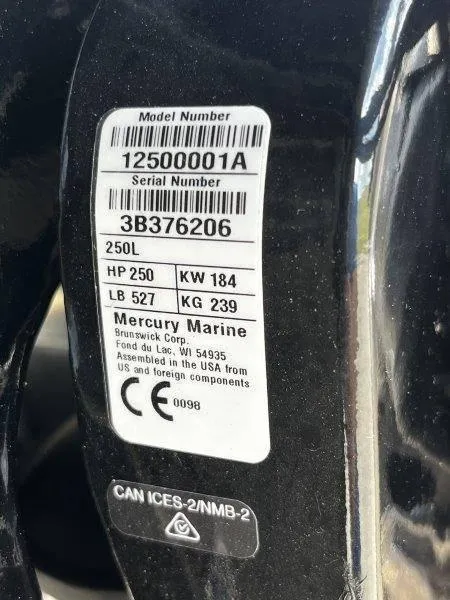 Model Number
12500001A
Serial Number
3B376206
250L
HP 250 KW 184
LB 527 KG 239
Mercury Marine
Brunswick Corp.
Fond du Lac, WI 54935
Assembled in the USA from
US and foreign components
CE 0098
CAN ICES-2/NMB-2